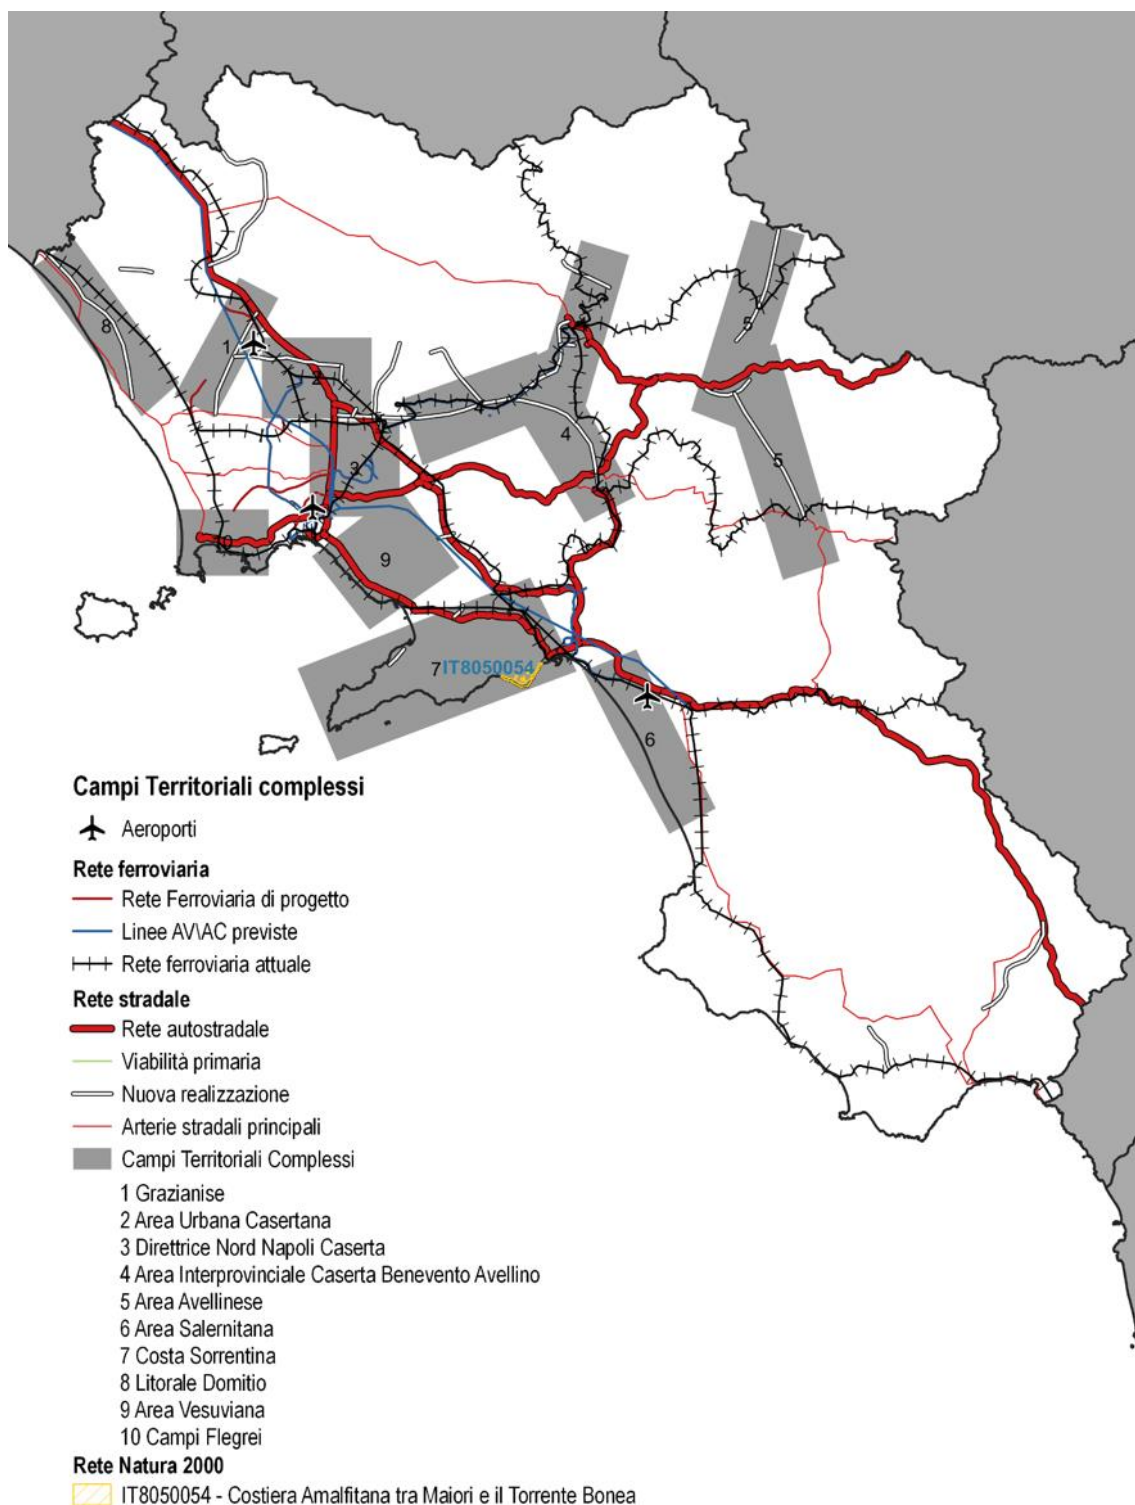 8
1
2
5
4
5
3
10
9
7 IT8050054
6
Campi Territoriali complessi
Aeroporti
Rete ferroviaria
Rete Ferroviaria di progetto
Linee AV\AC previste
Rete ferroviaria attuale
Rete stradale
Rete autostradale
Viabilità primaria
Nuova realizzazione
Arterie stradali principali
Campi Territoriali Complessi
1 Grazianise
2 Area Urbana Casertana
3 Direttrice Nord Napoli Caserta
4 Area Interprovinciale Caserta Benevento Avellino
5 Area Avellinese
6 Area Salernitana
7 Costa Sorrentina
8 Litorale Domitio
9 Area Vesuviana
10 Campi Flegrei
Rete Natura 2000
IT8050054 - Costiera Amalfitana tra Maiori e il Torrente Bonea